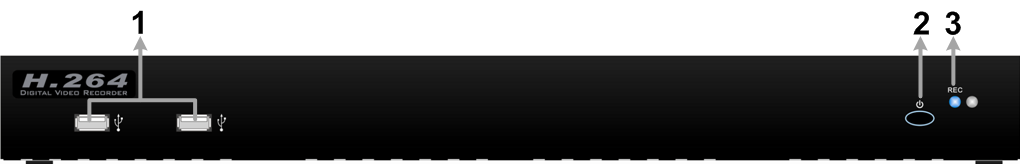 1
2
3
H.264
DIGITAL VIDEO RECORDER
REC